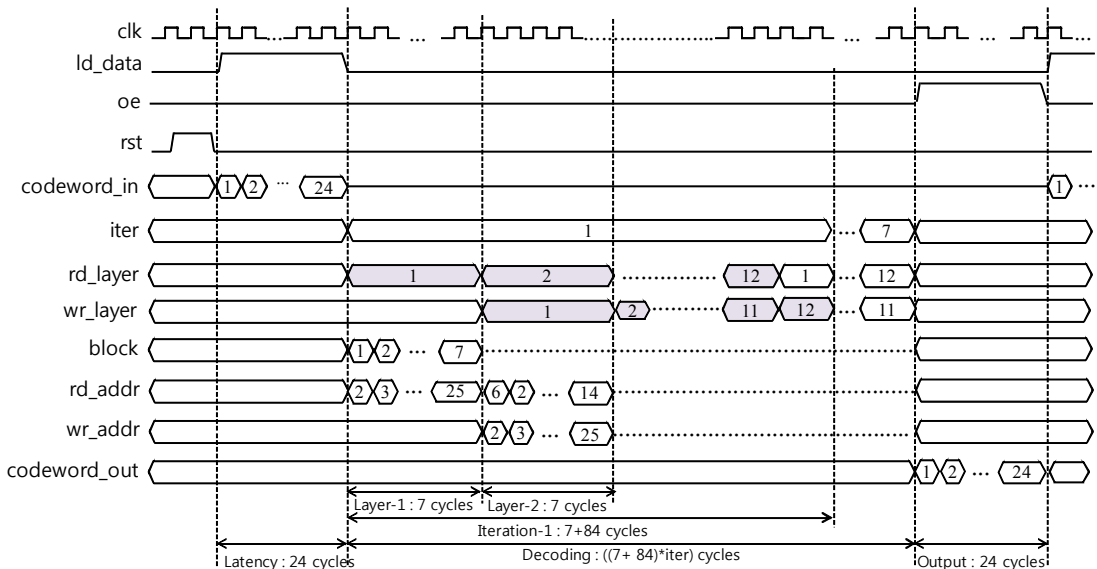 clk
... ... ... ...
ld_data
oe
rst
codeword_in 1 2 ... 24 1 ...
iter 1 ... 7
rd_layer 1 2 12 1 ... 12
wr_layer 1 2 11 12 ... 11
block 1 2 ... 7
rd_addr 2 3 ... 25 6 2 ... 14
wr_addr 2 3 ... 25
codeword_out 1 2 ... 24
Layer-1 : 7 cycles Layer-2 : 7 cycles
Iteration-1 : 7+84 cycles
Latency : 24 cycles Decoding : ((7+ 84)*iter) cycles Output : 24 cycles